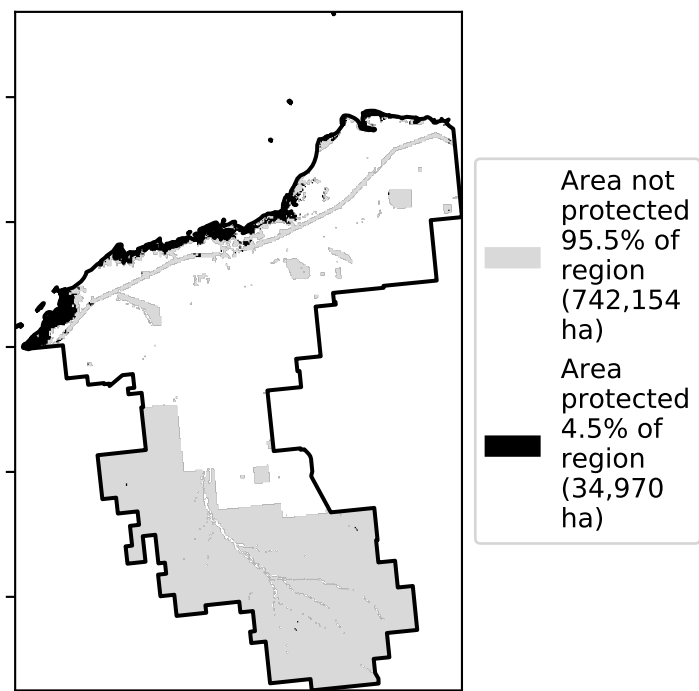 Area not
protected
95.5% of
region
(742,154
ha)
Area
protected
4.5% of
region
(34,970
ha)